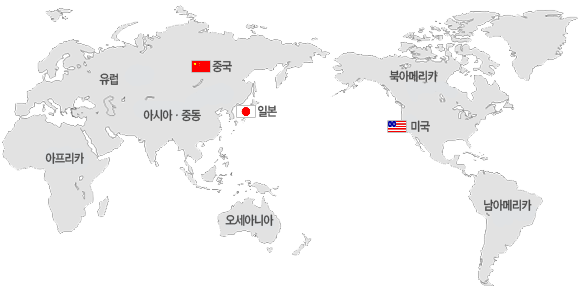 중국
북아메리카
유럽
아시아 · 중동
일본
미국
아프리카
남아메리카
오세아니아